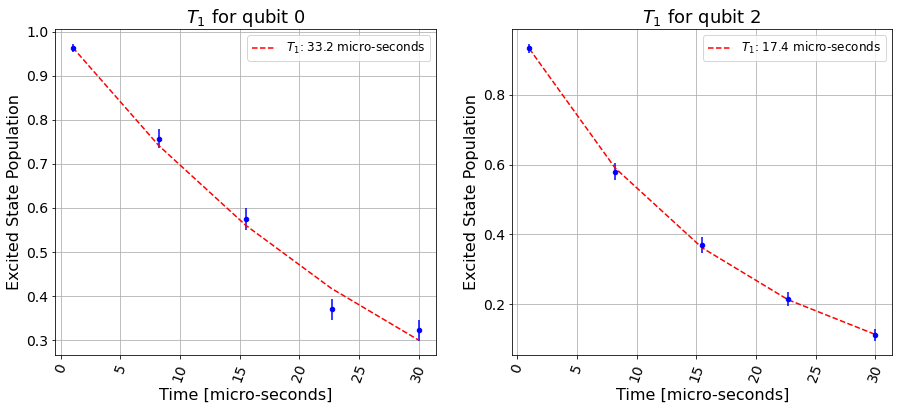 T₁ for qubit 0
Excited State Population
1.0
0.9
0.8
0.7
0.6
0.5
0.4
0.3
T₁: 33.2 micro-seconds
0 5 10 15 20 25 30
Time [micro-seconds]
T₁ for qubit 2
Excited State Population
0.8
0.6
0.4
0.2
T₁: 17.4 micro-seconds
0 5 10 15 20 25 30
Time [micro-seconds]